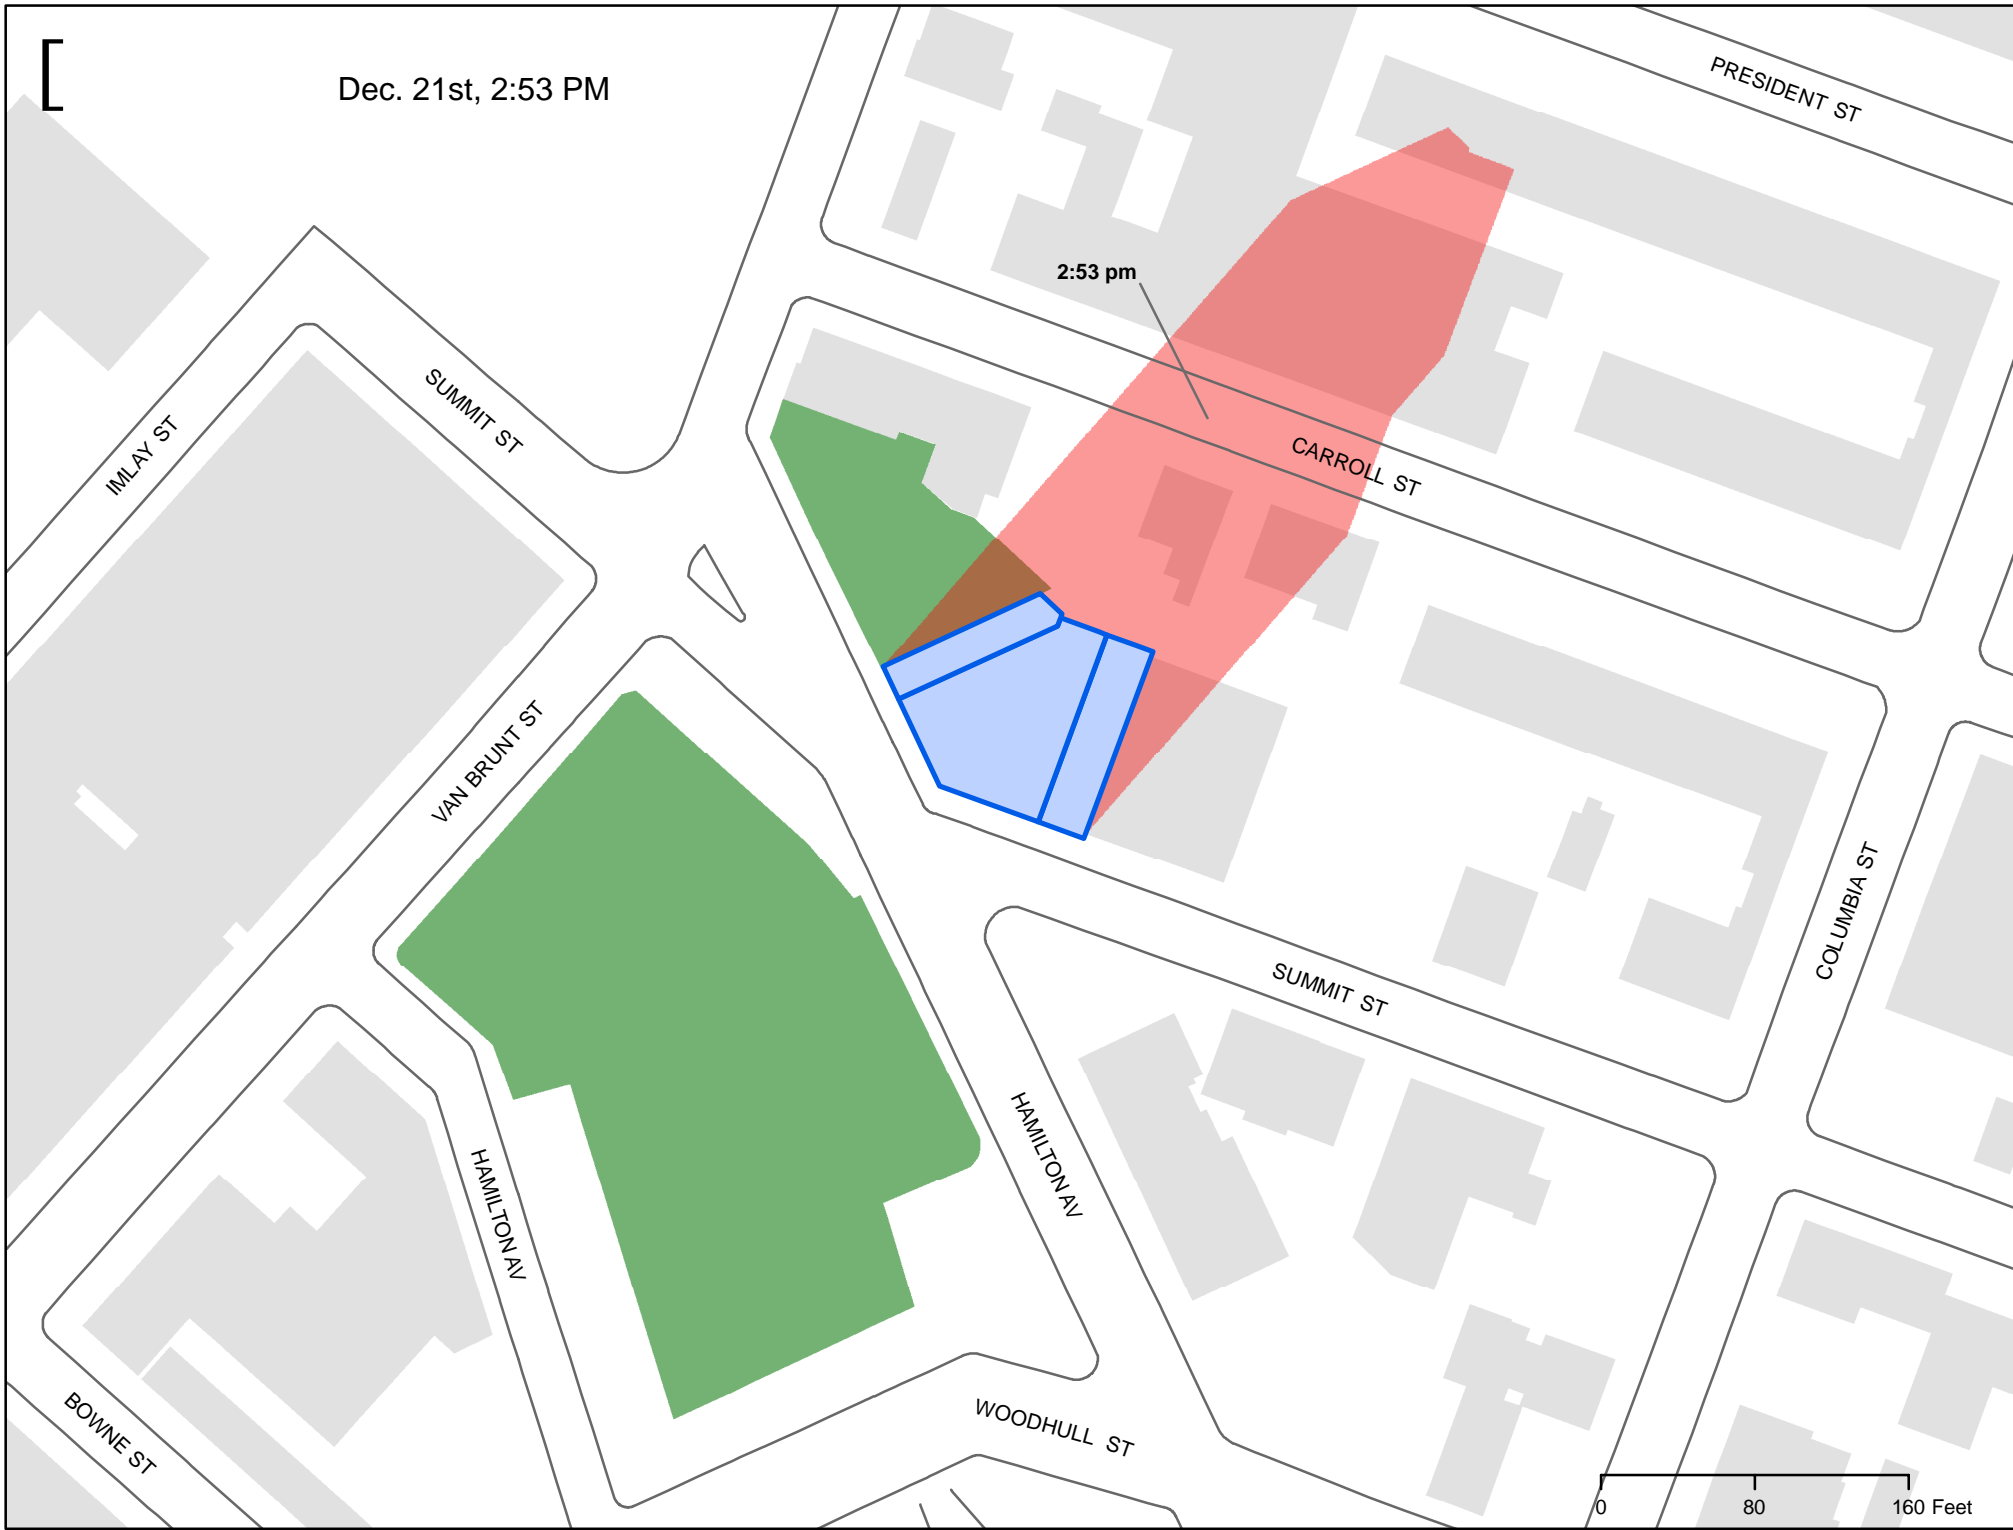 [
Dec. 21st, 2:53 PM
PRESIDENT ST
2:53 pm
SUMMIT ST
IMLAY ST
CARROLL ST
VAN BRUNT ST
COLUMBIA ST
SUMMIT ST
HAMILTON AV
HAMILTON AV
WOODHULL ST
BOWNE ST
0 80 160 Feet